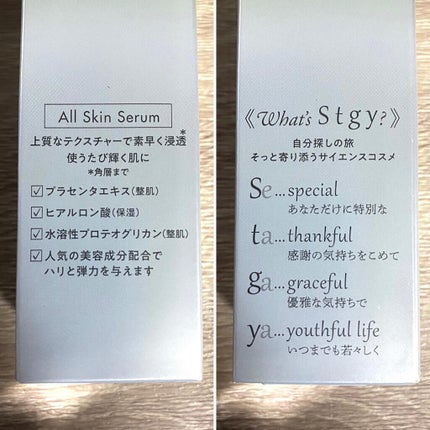 All Skin Serum
上質なテクスチャーで素早く浸透*
使うたび輝く肌に
*角層まで
☑プラセンタエキス(整肌)
☑ヒアルロン酸(保湿)
☑水溶性プロテオグリカン(整肌)
☑人気の美容成分配合で
ハリと弾力を与えます
《What's Stgy?》
自分探しの旅
そっと寄り添うサイエンスコスメ
Se...special
あなただけに特別な
ta...thankful
感謝の気持ちをこめて
ga...graceful
優雅な気持ちで
ya...youthful life
いつまでも若々しく